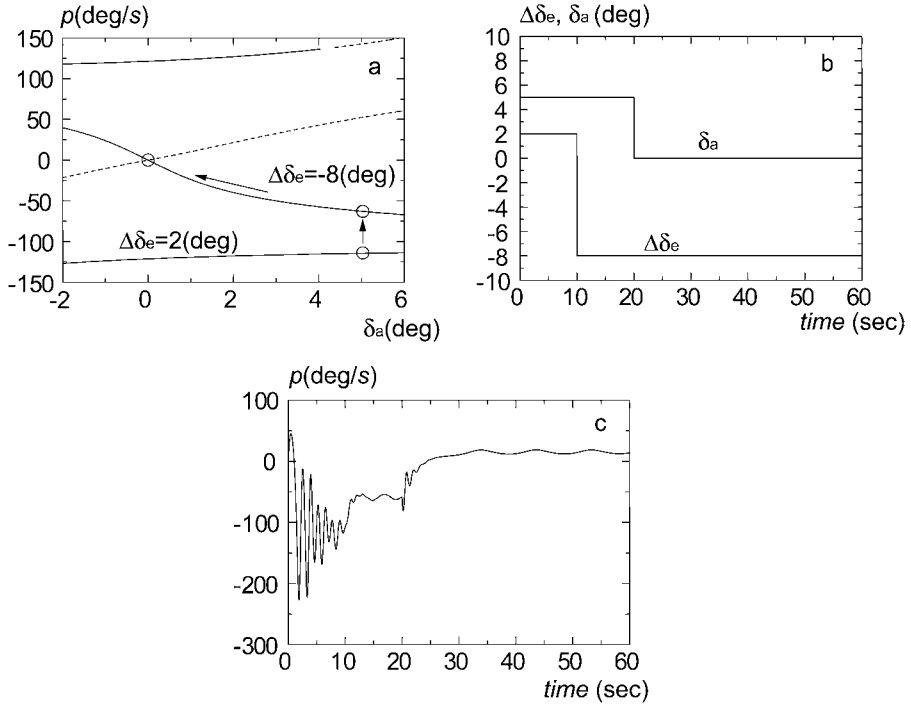 p(deg/s)
150
100
50
0
-50
-100
-150
a
Δδe=-8(deg)
Δδe=2(deg)
-2 0 2 4 6
δa(deg)
Δδe, δa (deg)
10
8
6
4
2
0
-2
-4
-6
-8
-10
b
δa
Δδe
0 10 20 30 40 50 60
time (sec)
p(deg/s)
100
0
-100
-200
-300
c
0 10 20 30 40 50 60
time (sec)